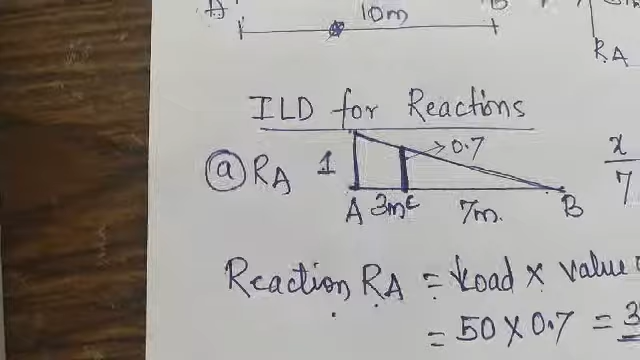 A 10m B
RA
ILD for Reactions
(a) RA 1 0.7
x/7
A 3m C 7m. B
Reaction RA = Load x value
= 50 x 0.7 = 3